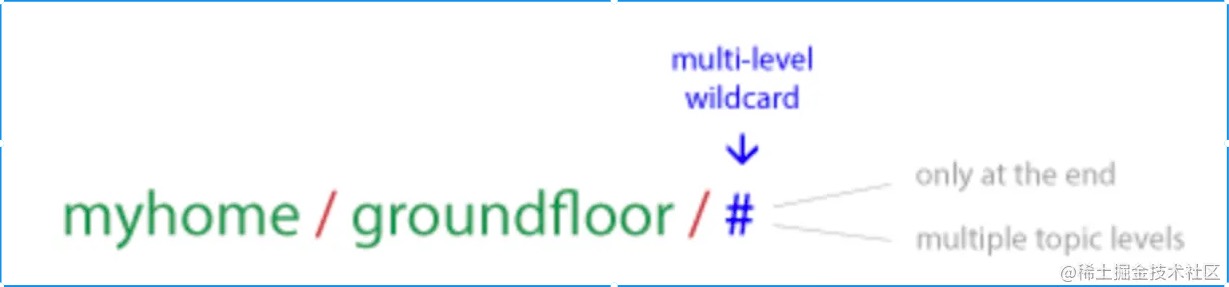 multi-level
wildcard
↓
myhome / groundfloor / #
only at the end
multiple topic levels
@稀土掘金技术社区